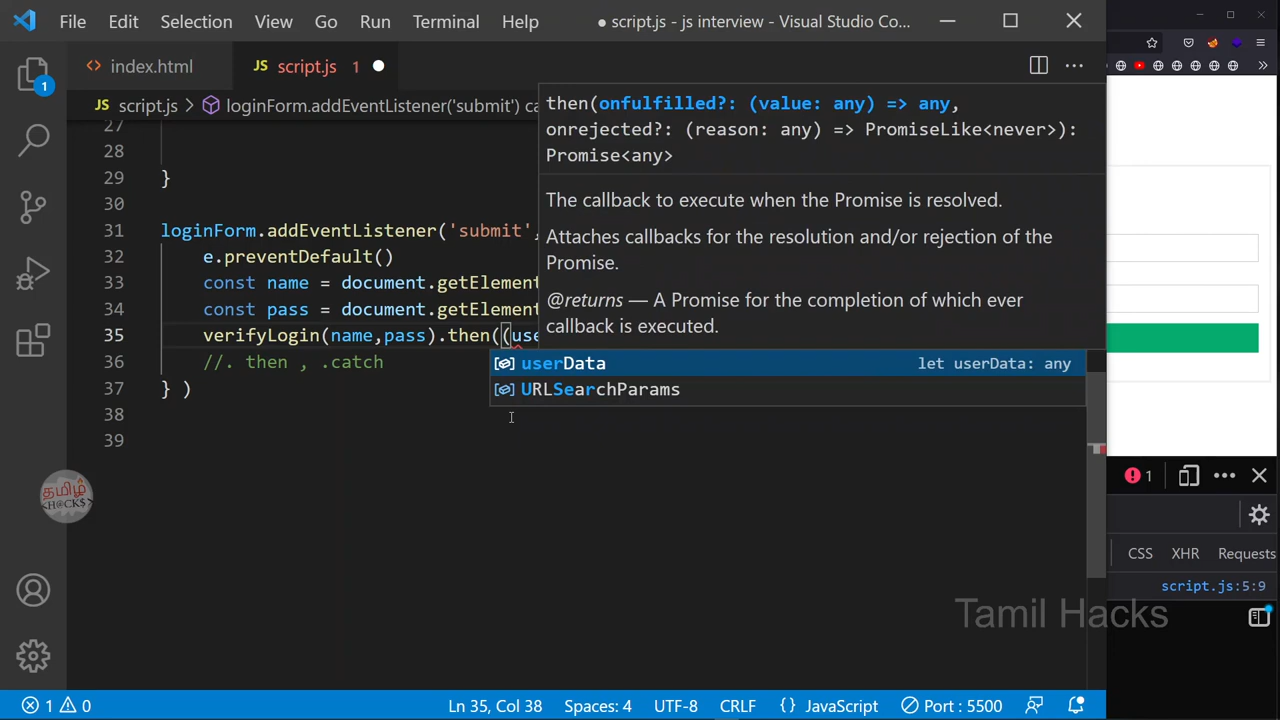 File Edit Selection View Go Run Terminal Help ● script.js - js interview - Visual Studio Co...
<> index.html JS script.js 1 ●
JS script.js > loginForm.addEventListener('submit') ca
then(onfulfilled?: (value: any) => any,
onrejected?: (reason: any) => PromiseLike<never>):
Promise<any>
The callback to execute when the Promise is resolved.
Attaches callbacks for the resolution and/or rejection of the
Promise.
@returns — A Promise for the completion of which ever
callback is executed.
27
28
29 }
30
31 loginForm.addEventListener('submit',
32 e.preventDefault()
33 const name = document.getElement
34 const pass = document.getElement
35 verifyLogin(name,pass).then((use
36 //. then , .catch
37 } )
38
39
userData let userData: any
URLSearchParams
1
1
CSS XHR Requests
script.js:5:9
தமிழ்
<H@CK$>
Tamil Hacks
1 0 Ln 35, Col 38 Spaces: 4 UTF-8 CRLF {} JavaScript Port : 5500